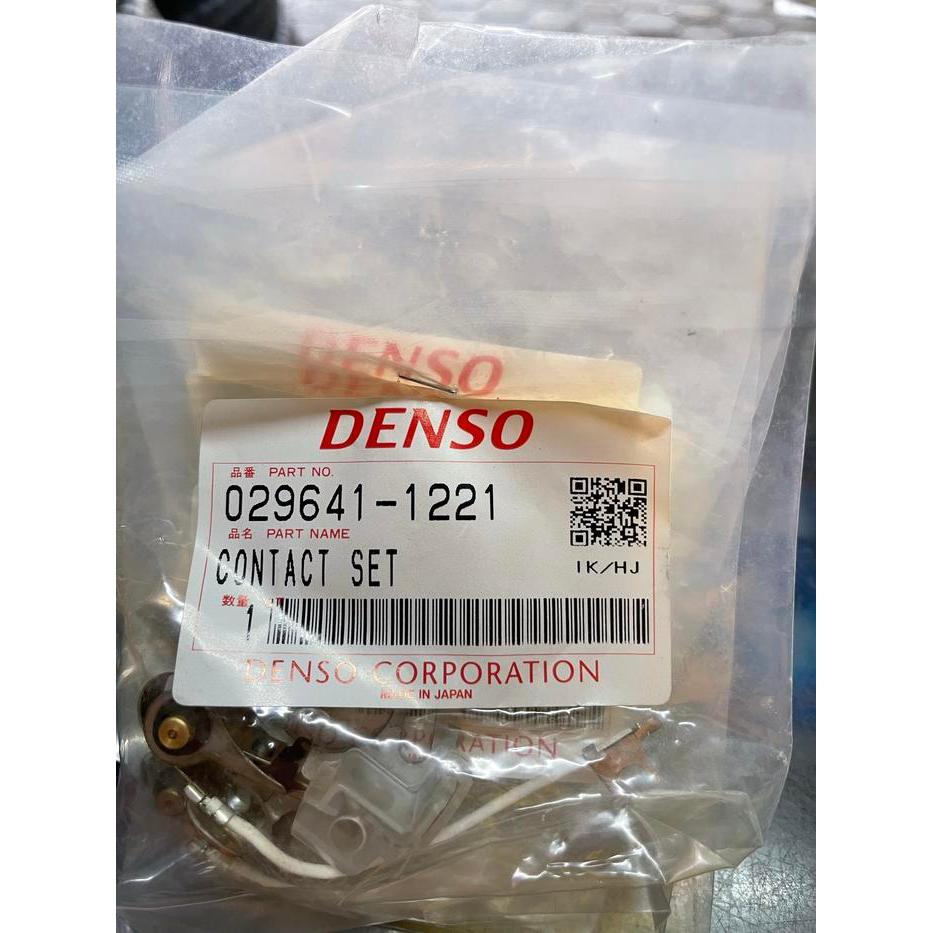 DENSO
DENSO
品番 PART NO.
029641-1221
品名 PART NAME
CONTACT SET
IK/HJ
数量
1
DENSO CORPORATION
MADE IN JAPAN
RATION